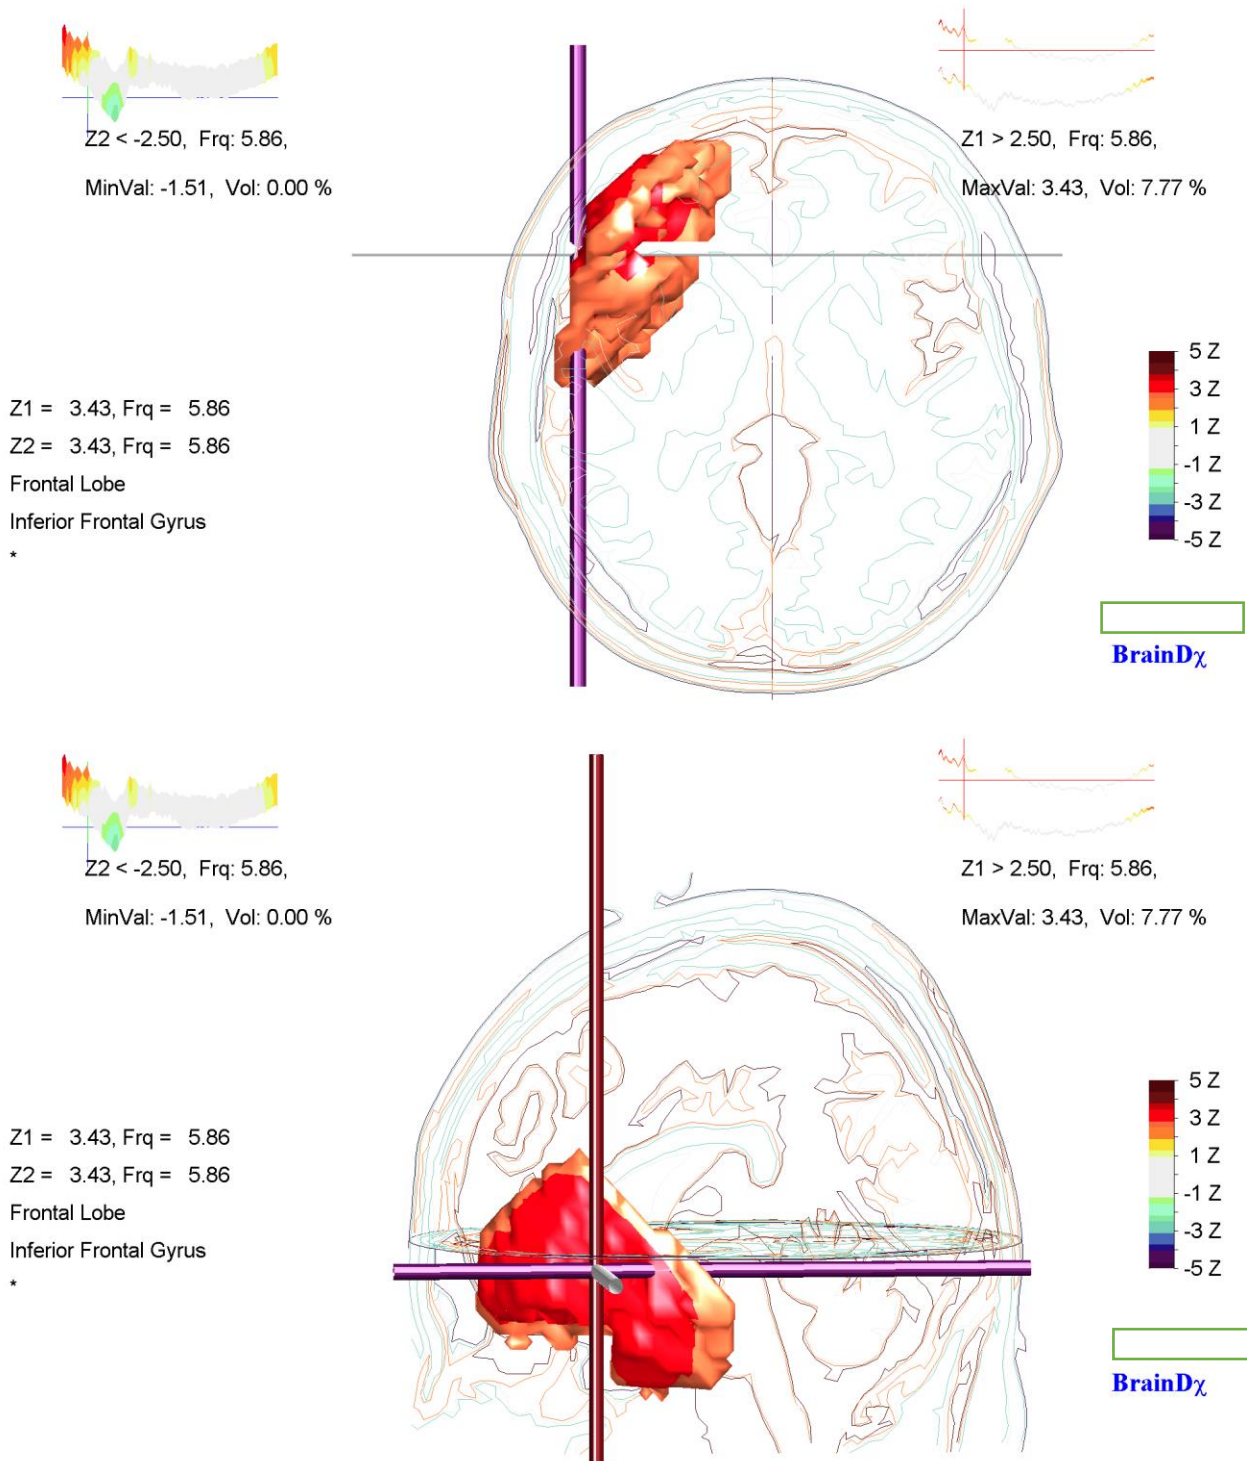 Z2 < -2.50, Frq: 5.86,
Z1 > 2.50, Frq: 5.86,
MinVal: -1.51, Vol: 0.00 %
MaxVal: 3.43, Vol: 7.77 %
5 Z
3 Z
1 Z
-1 Z
-3 Z
-5 Z
Z1 = 3.43, Frq = 5.86
Z2 = 3.43, Frq = 5.86
Frontal Lobe
Inferior Frontal Gyrus
*
BrainDχ
Z2 < -2.50, Frq: 5.86,
Z1 > 2.50, Frq: 5.86,
MinVal: -1.51, Vol: 0.00 %
MaxVal: 3.43, Vol: 7.77 %
5 Z
3 Z
1 Z
-1 Z
-3 Z
-5 Z
Z1 = 3.43, Frq = 5.86
Z2 = 3.43, Frq = 5.86
Frontal Lobe
Inferior Frontal Gyrus
*
BrainDχ